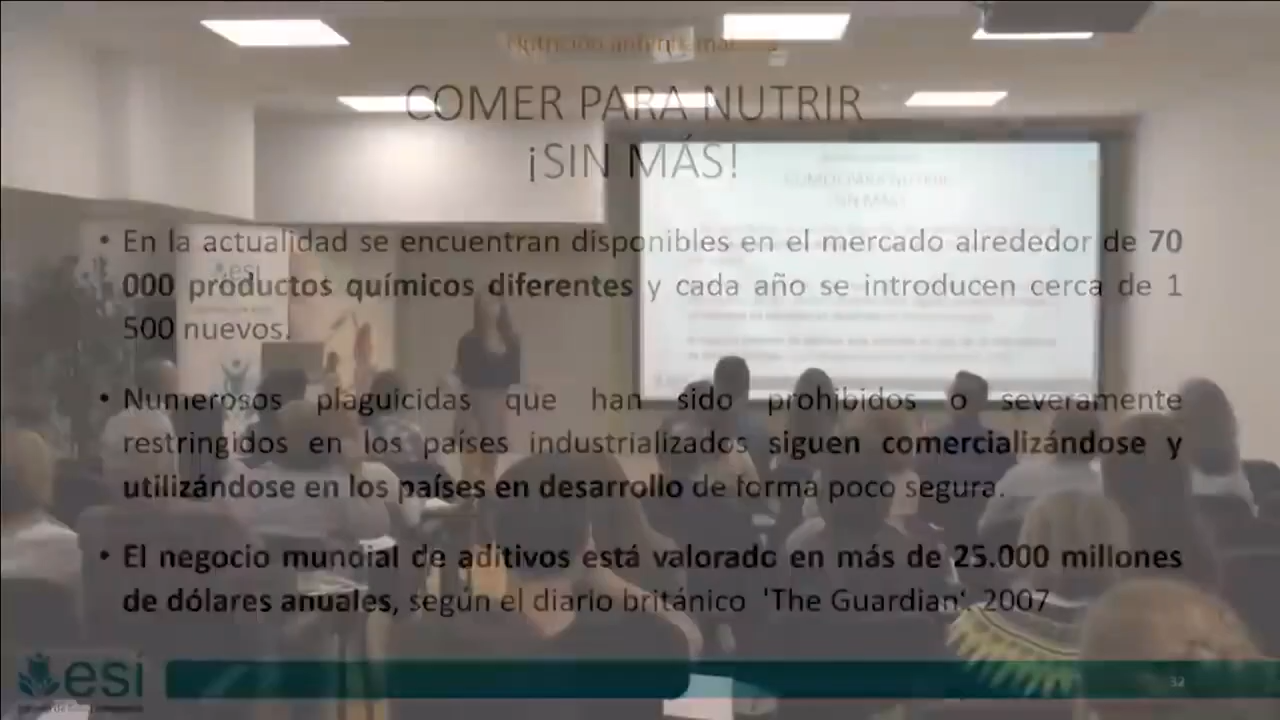 COMER PARA NUTRIR
¡SIN MÁS!
• En la actualidad se encuentran disponibles en el mercado alrededor de 70
000 productos químicos diferentes y cada año se introducen cerca de 1
500 nuevos.
• Numerosos plaguicidas que han sido prohibidos o severamente
restringidos en los países industrializados siguen comercializándose y
utilizándose en los países en desarrollo de forma poco segura.
• El negocio mundial de aditivos está valorado en más de 25.000 millones
de dólares anuales, según el diario británico 'The Guardian', 2007
esi
32